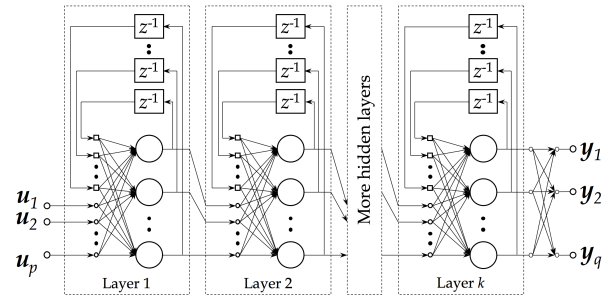 z-1 z-1 z-1
z-1 z-1 z-1
z-1 z-1 z-1
More hidden layers
u1
u2
up
y1
y2
yq
Layer 1 Layer 2 Layer k